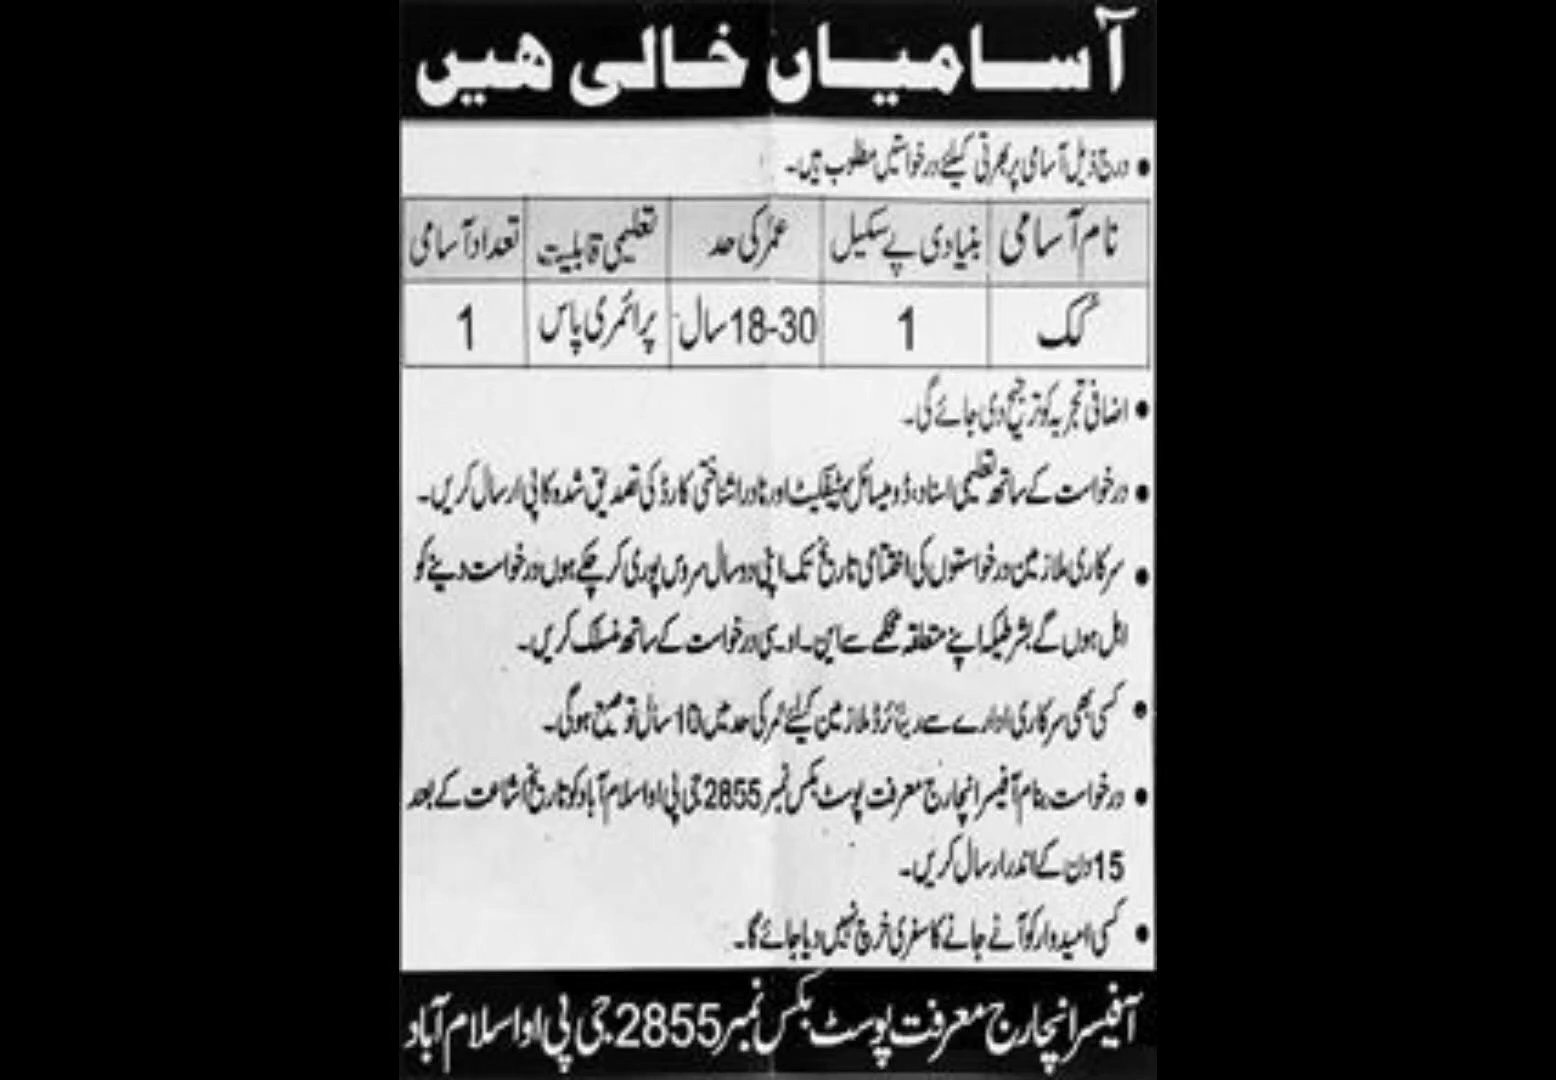 آسامیاں خالی ھیں
• درج ذیل آسامی پر بھرتی کیلئے درخواستیں مطلوب ہیں۔
نام آسامی بنیادی پے سکیل عمر کی حد تعلیمی قابلیت تعداد آسامی
کک 1 18-30 سال پرائمری پاس 1
• اضافی تجربہ کو ترجیح دی جائے گی۔
• درخواست کے ساتھ تعلیمی اسناد، ڈومیسائل سرٹیفکیٹ اور نادرا شناختی کارڈ کی تصدیق شدہ کاپی ارسال کریں۔
• سرکاری ملازمین درخواستوں کی اختتامی تاریخ تک اپنی دو سال سروس پوری کر چکے ہوں درخواست دینے کو
اہل ہوں گے بشرطیکہ اپنے متعلقہ محکمے سے این۔او۔سی درخواست کے ساتھ منسلک کریں۔
• کسی بھی سرکاری ادارے سے ریٹائرڈ ملازمین کیلئے عمر کی حد میں 10 سال توسیع ہوگی۔
• درخواست بنام آفیسر انچارج معرفت پوسٹ بکس نمبر 2855 جی پی او اسلام آباد کو تاریخ اشاعت کے بعد
15 دن کے اندر ارسال کریں۔
• کسی امیدوار کو آنے جانے کا سفری خرچ نہیں دیا جائے گا۔
آفیسر انچارج معرفت پوسٹ بکس نمبر 2855 جی پی او اسلام آباد